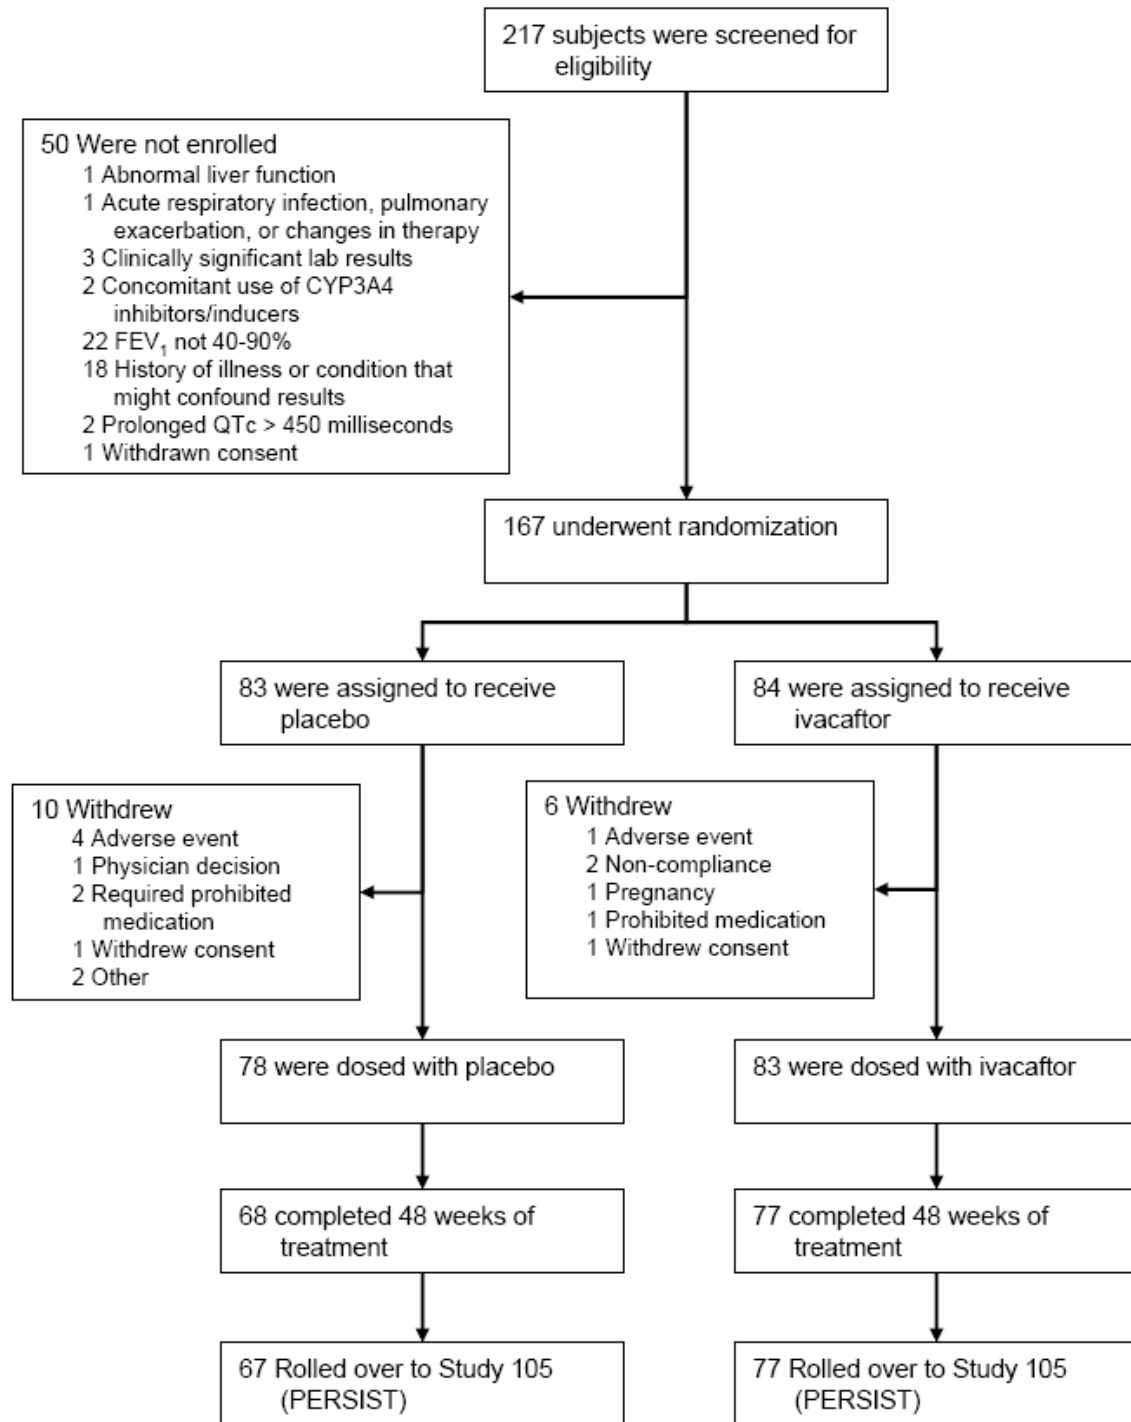 217 subjects were screened for
eligibility
50 Were not enrolled
1 Abnormal liver function
1 Acute respiratory infection, pulmonary
exacerbation, or changes in therapy
3 Clinically significant lab results
2 Concomitant use of CYP3A4
inhibitors/inducers
22 FEV1 not 40-90%
18 History of illness or condition that
might confound results
2 Prolonged QTc > 450 milliseconds
1 Withdrawn consent
167 underwent randomization
83 were assigned to receive
placebo
84 were assigned to receive
ivacaftor
10 Withdrew
4 Adverse event
1 Physician decision
2 Required prohibited
medication
1 Withdrew consent
2 Other
6 Withdrew
1 Adverse event
2 Non-compliance
1 Pregnancy
1 Prohibited medication
1 Withdrew consent
78 were dosed with placebo
83 were dosed with ivacaftor
68 completed 48 weeks of
treatment
77 completed 48 weeks of
treatment
67 Rolled over to Study 105
(PERSIST)
77 Rolled over to Study 105
(PERSIST)